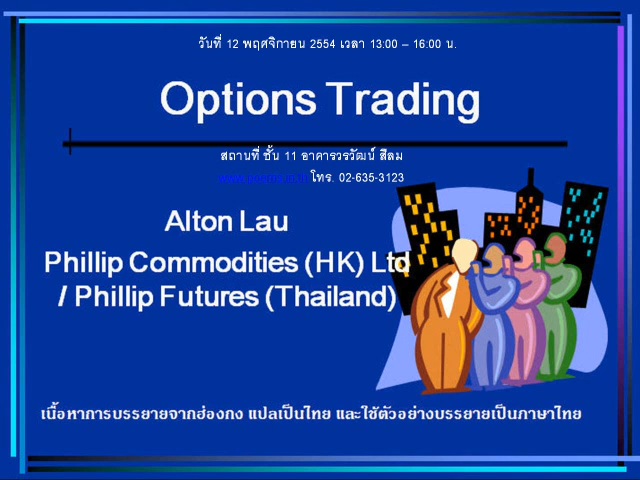 วันที่ 12 พฤศจิกายน 2554 เวลา 13:00 – 16:00 น.
Options Trading
สถานที่ ชั้น 11 อาคารวรวัฒน์ สีลม
โทร. 02-635-3123
Alton Lau
Phillip Commodities (HK) Ltd
/ Phillip Futures (Thailand)
เนื้อหาการบรรยายจากฮ่องกง แปลเป็นไทย และใช้ตัวอย่างบรรยายเป็นภาษาไทย